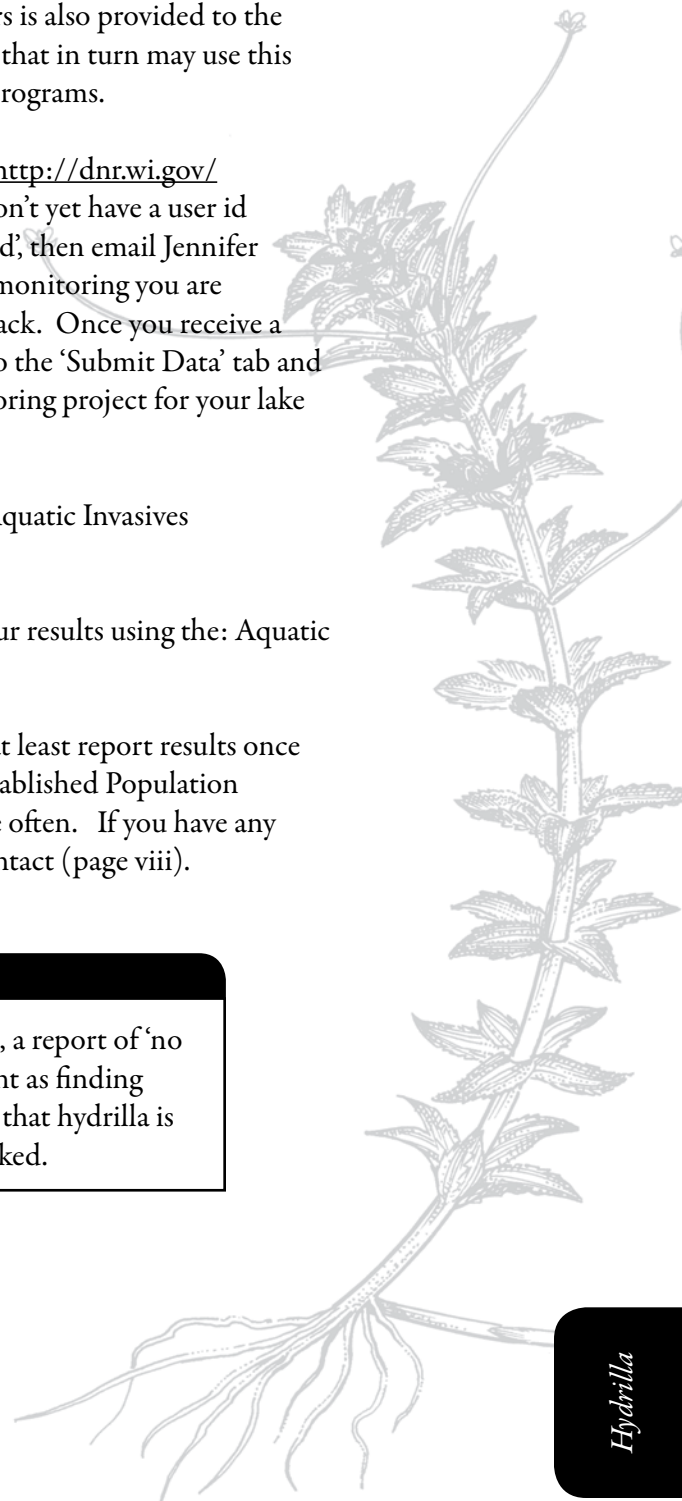 rs is also provided to the
that in turn may use this
rograms.
http://dnr.wi.gov/
on’t yet have a user id
d’, then email Jennifer
monitoring you are
ack.  Once you receive a
o the ‘Submit Data’ tab and
oring project for your lake
quatic Invasives
ur results using the: Aquatic
at least report results once
ablished Population
e often.   If you have any
ntact (page viii).
, a report of ‘no
nt as finding
that hydrilla is
ked.
Hydrilla